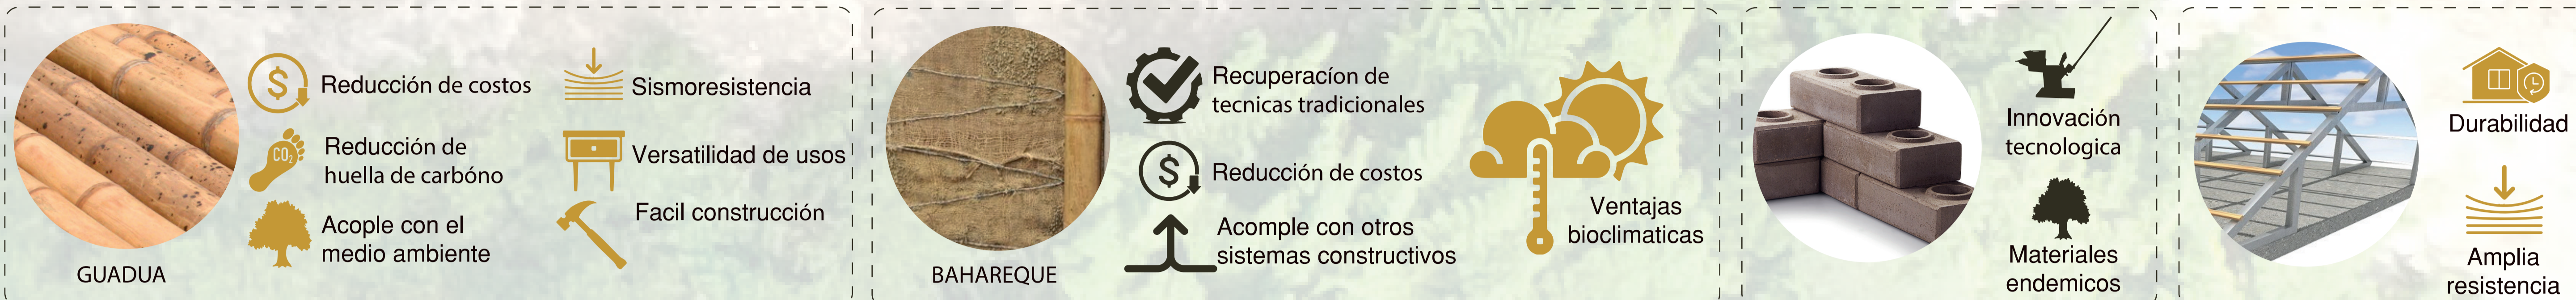 Reducción de costos
Reducción de
huella de carbóno
Acople con el
medio ambiente
CO2
Sismoresistencia
Versatilidad de usos
Facil construcción
GUADUA
Recuperacíon de
tecnicas tradicionales
Reducción de costos
Acomple con otros
sistemas constructivos
Ventajas
bioclimaticas
BAHAREQUE
Innovación
tecnologica
Materiales
endemicos
Durabilidad
Amplia
resistencia